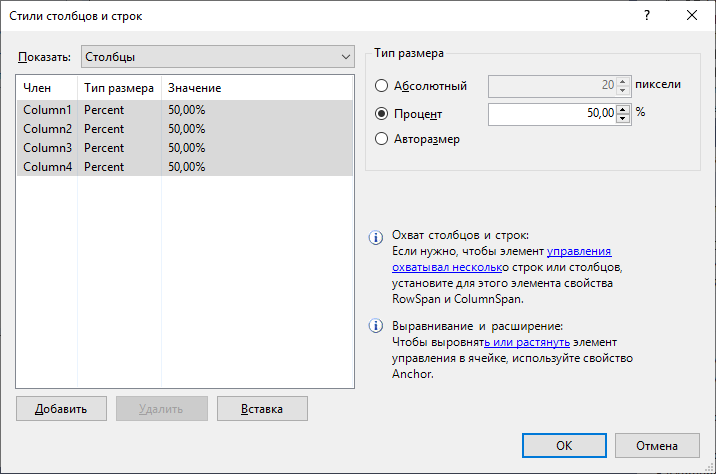 Стили столбцов и строк
Показать: Столбцы
Член Тип размера Значение
Column1 Percent 50,00%
Column2 Percent 50,00%
Column3 Percent 50,00%
Column4 Percent 50,00%
Добавить Удалить Вставка
Тип размера
Абсолютный 20 пиксели
Процент 50,00 %
Авторазмер
Охват столбцов и строк:
Если нужно, чтобы элемент управления
охватывал несколько строк или столбцов,
установите для этого элемента свойства
RowSpan и ColumnSpan.
Выравнивание и расширение:
Чтобы выровнять или растянуть элемент
управления в ячейке, используйте свойство
Anchor.
OK Отмена